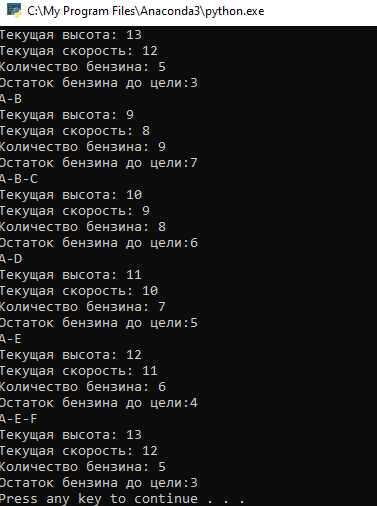 C:\My Program Files\Anaconda3\python.exe
Текущая высота: 13
Текущая скорость: 12
Количество бензина: 5
Остаток бензина до цели:3
A-B
Текущая высота: 9
Текущая скорость: 8
Количество бензина: 9
Остаток бензина до цели:7
A-B-C
Текущая высота: 10
Текущая скорость: 9
Количество бензина: 8
Остаток бензина до цели:6
A-D
Текущая высота: 11
Текущая скорость: 10
Количество бензина: 7
Остаток бензина до цели:5
A-E
Текущая высота: 12
Текущая скорость: 11
Количество бензина: 6
Остаток бензина до цели:4
A-E-F
Текущая высота: 13
Текущая скорость: 12
Количество бензина: 5
Остаток бензина до цели:3
Press any key to continue . . .